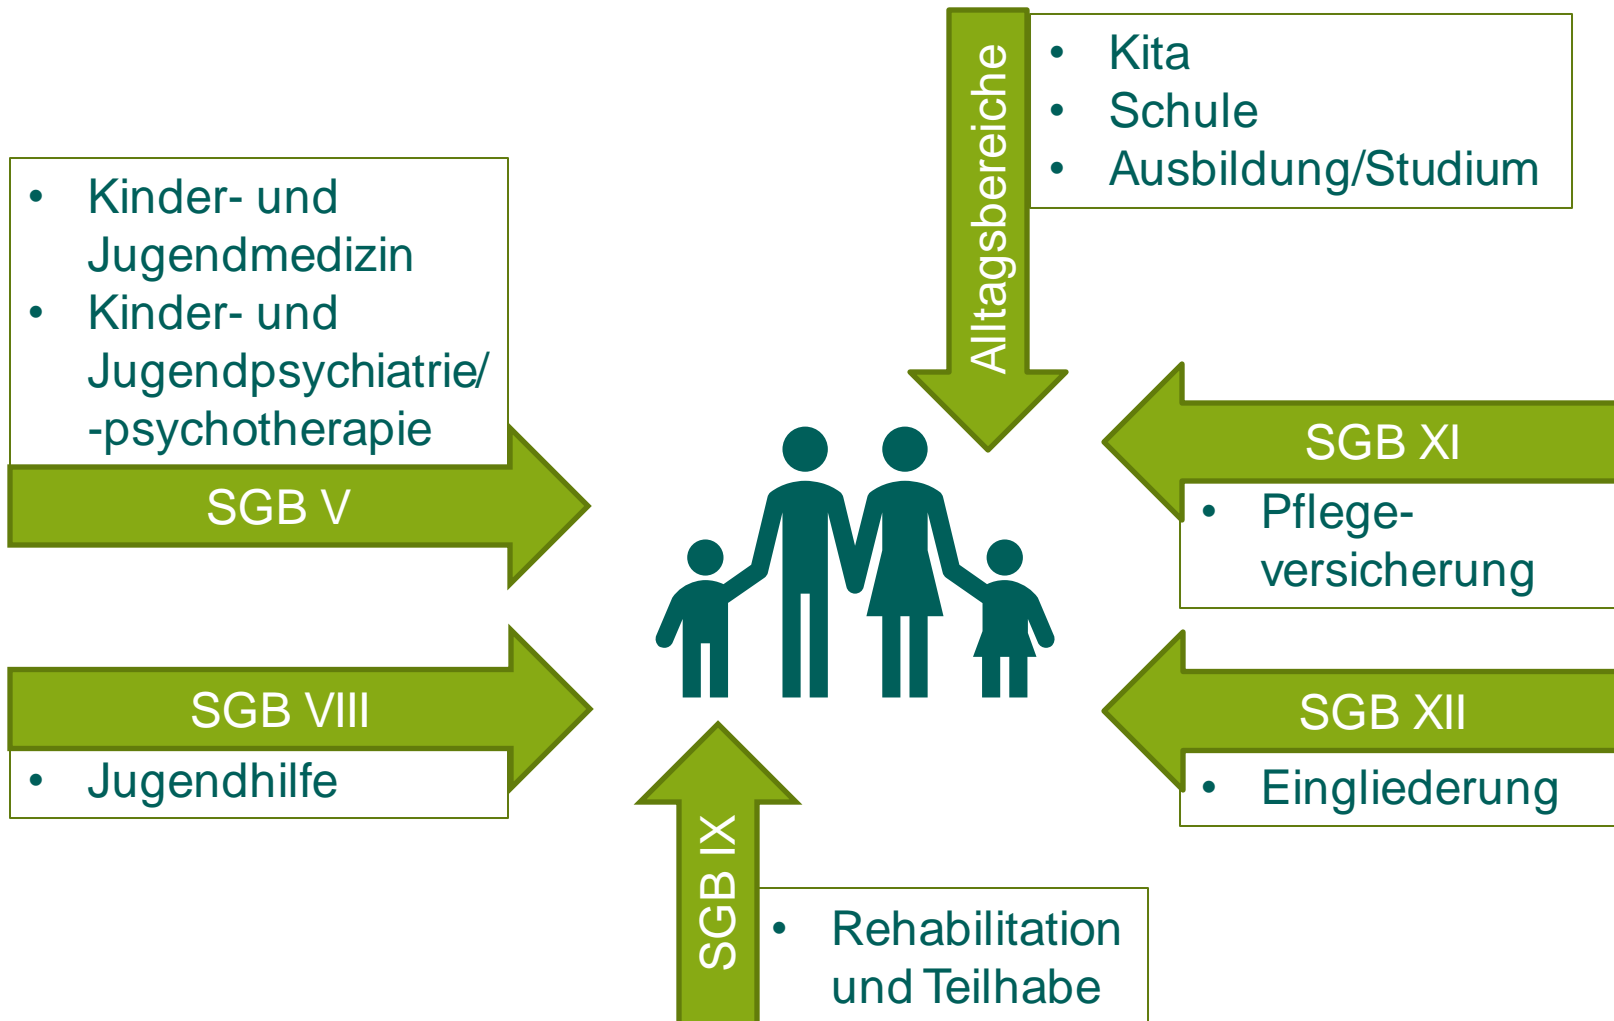 Alltagsbereiche
• Kita
• Schule
• Ausbildung/Studium
• Kinder- und
Jugendmedizin
• Kinder- und
Jugendpsychiatrie/
-psychotherapie
SGB V
SGB XI
• Pflege-
versicherung
SGB VIII
• Jugendhilfe
SGB XII
• Eingliederung
SGB IX
• Rehabilitation
und Teilhabe